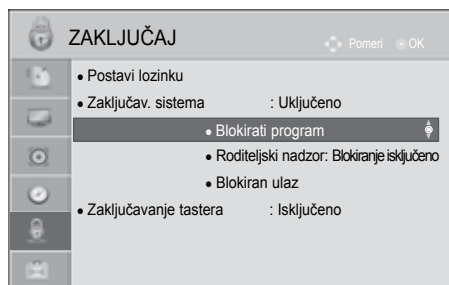 ZAKLJUČAJ
Pomeri OK
• Postavi lozinku
• Zaključav. sistema : Uključeno
• Blokirati program
• Roditeljski nadzor: Blokiranje isključeno
• Blokiran ulaz
• Zaključavanje tastera : Isključeno